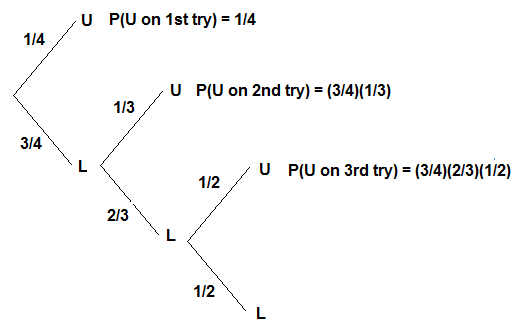 U P(U on 1st try) = 1/4
1/4
U P(U on 2nd try) = (3/4)(1/3)
1/3
3/4
L
U P(U on 3rd try) = (3/4)(2/3)(1/2)
1/2
2/3
L
1/2
L